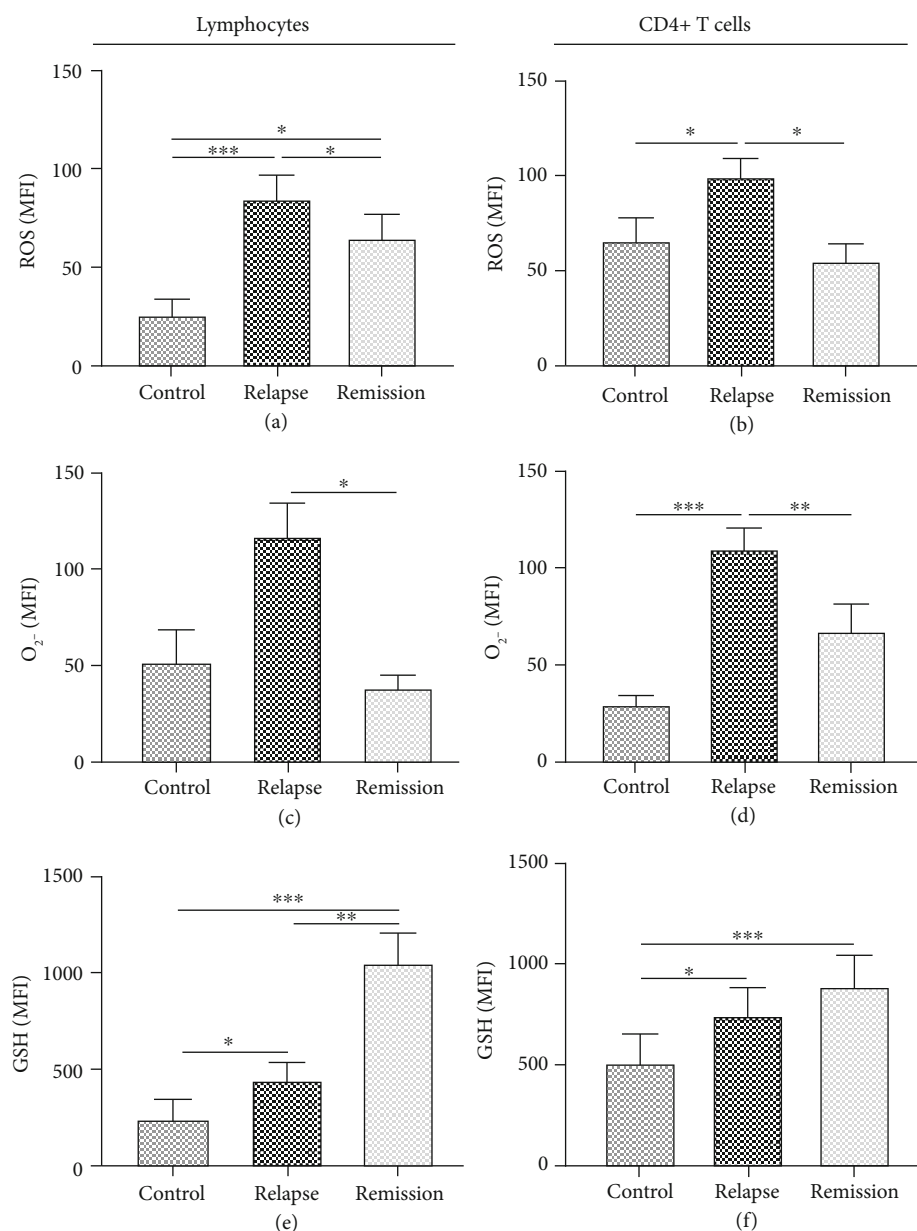 Lymphocytes
CD4+ T cells
150
100
50
0
ROS (MFI)
*
***
*
Control
Relapse
Remission
(a)
150
100
50
0
ROS (MFI)
*
*
Control
Relapse
Remission
(b)
150
100
50
0
O₂⁻ (MFI)
*
Control
Relapse
Remission
(c)
150
100
50
0
O₂⁻ (MFI)
***
**
Control
Relapse
Remission
(d)
1500
1000
500
0
GSH (MFI)
***
**
*
Control
Relapse
Remission
(e)
1500
1000
500
0
GSH (MFI)
***
*
Control
Relapse
Remission
(f)